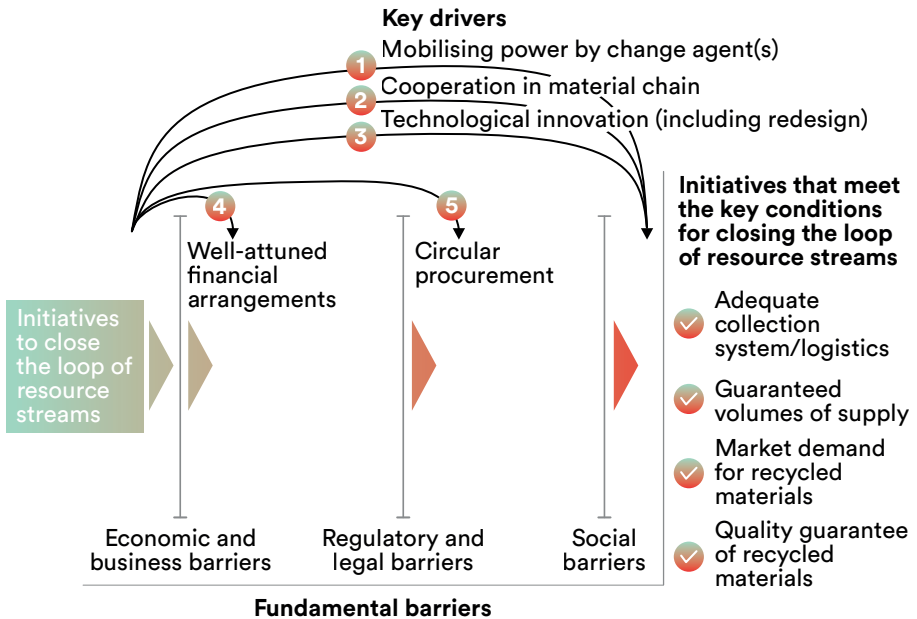 Key drivers
1
Mobilising power by change agent(s)
2
Cooperation in material chain
3
Technological innovation (including redesign)
4
Well-attuned
financial
arrangements
5
Circular
procurement
Initiatives
to close
the loop of
resource
streams
Economic and
business barriers
Regulatory and
legal barriers
Social
barriers
Fundamental barriers
Initiatives that meet
the key conditions
for closing the loop
of resource streams
Adequate
collection
system/logistics
Guaranteed
volumes of supply
Market demand
for recycled
materials
Quality guarantee
of recycled
materials